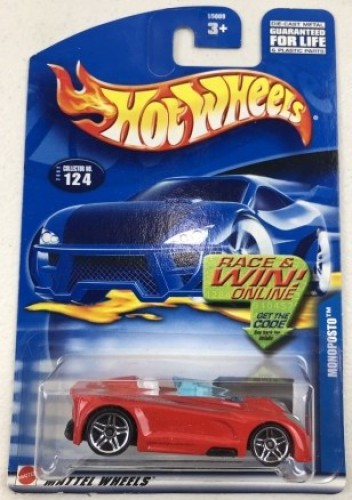 3+
DIE-CAST METAL
GUARANTEED
FOR LIFE
& PLASTIC PARTS
HOT WHEELS
COLLECTOR NO.
124
RACE &
WIN!
ONLINE
GET THE
CODE
MONOPOSTO™
MATTEL
MATTEL WHEELS